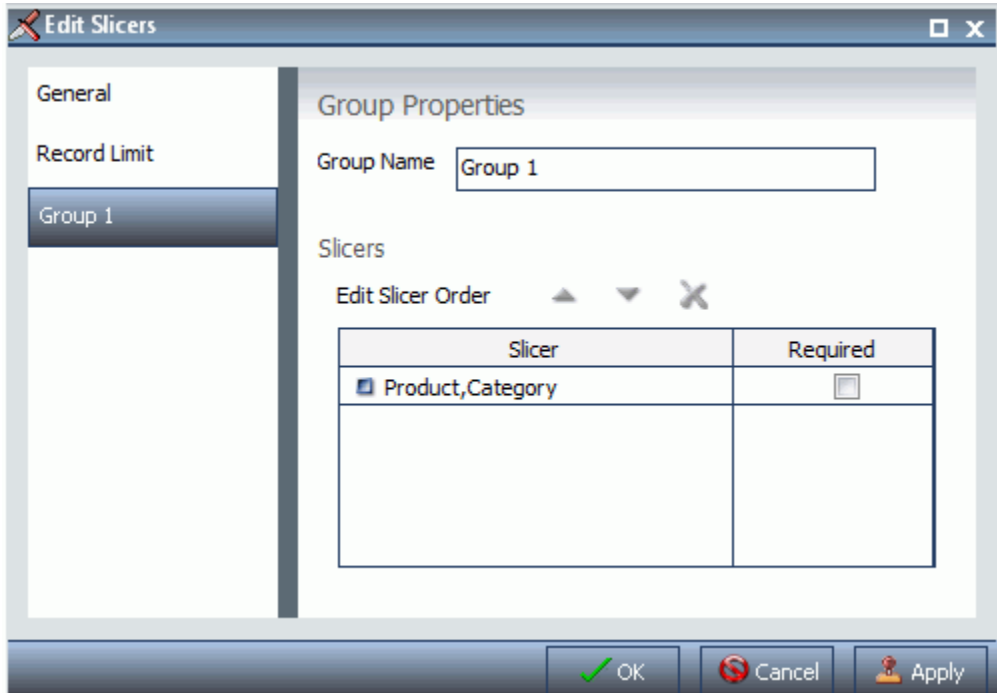 Edit Slicers
General
Record Limit
Group 1
Group Properties
Group Name
Group 1
Slicers
Edit Slicer Order
Slicer
Required
Product,Category
OK
Cancel
Apply